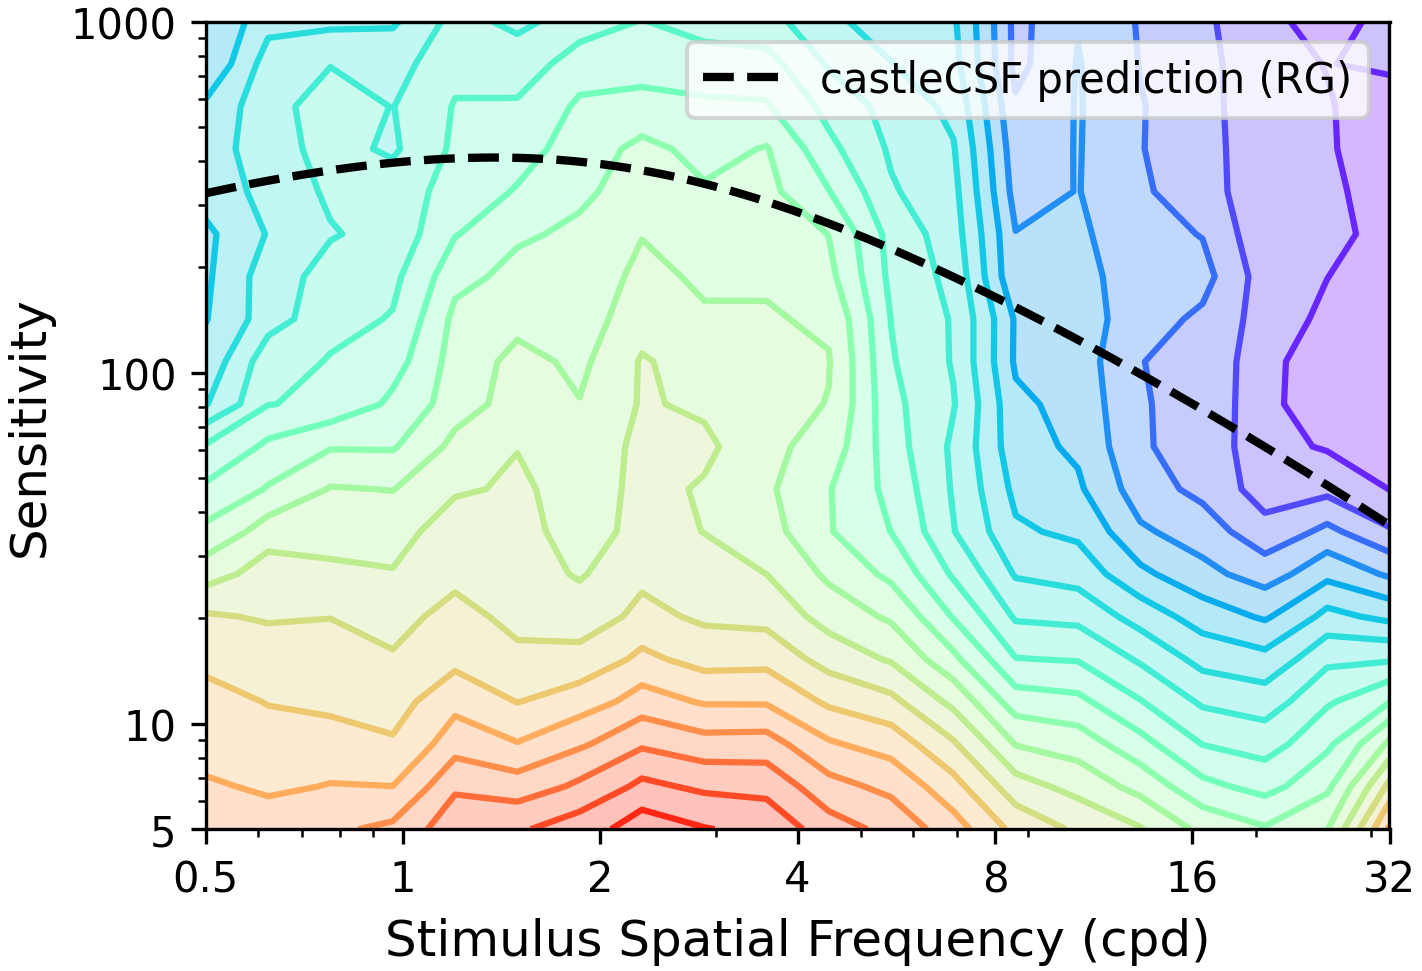 1000
100
10
5
Sensitivity
castleCSF prediction (RG)
0.5 1 2 4 8 16 32
Stimulus Spatial Frequency (cpd)